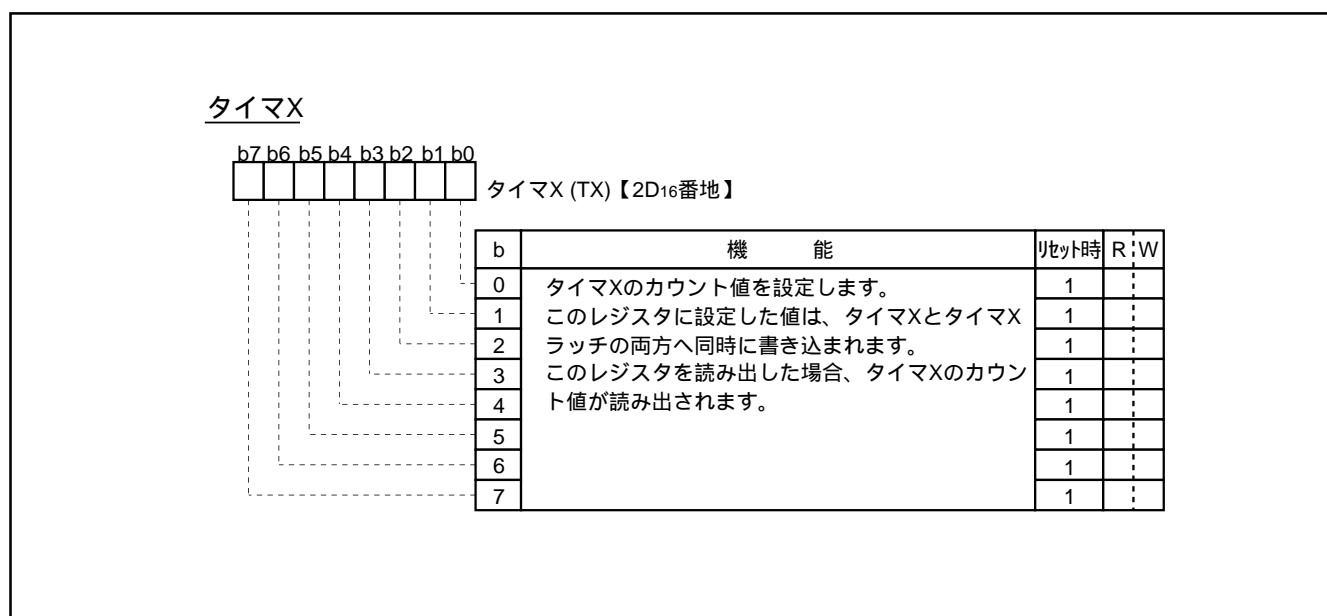 タイマX
b7 b6 b5 b4 b3 b2 b1 b0
タイマX (TX)【2D16番地】
b 機 能 リセット時 R W
0 タイマXのカウント値を設定します。 1
1 このレジスタに設定した値は、タイマXとタイマX 1
2 ラッチの両方へ同時に書き込まれます。 1
3 このレジスタを読み出した場合、タイマXのカウン 1
4 ト値が読み出されます。 1
5 1
6 1
7 1